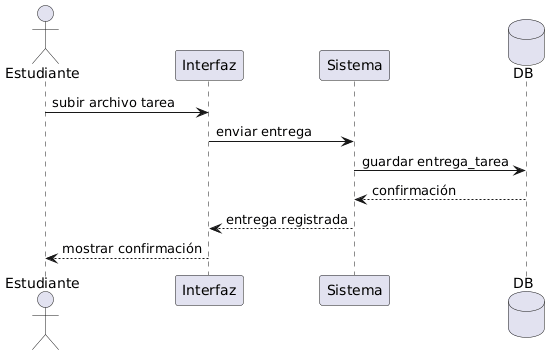 Estudiante
Interfaz
Sistema
DB
subir archivo tarea
enviar entrega
guardar entrega_tarea
confirmación
entrega registrada
mostrar confirmación
Estudiante
Interfaz
Sistema
DB